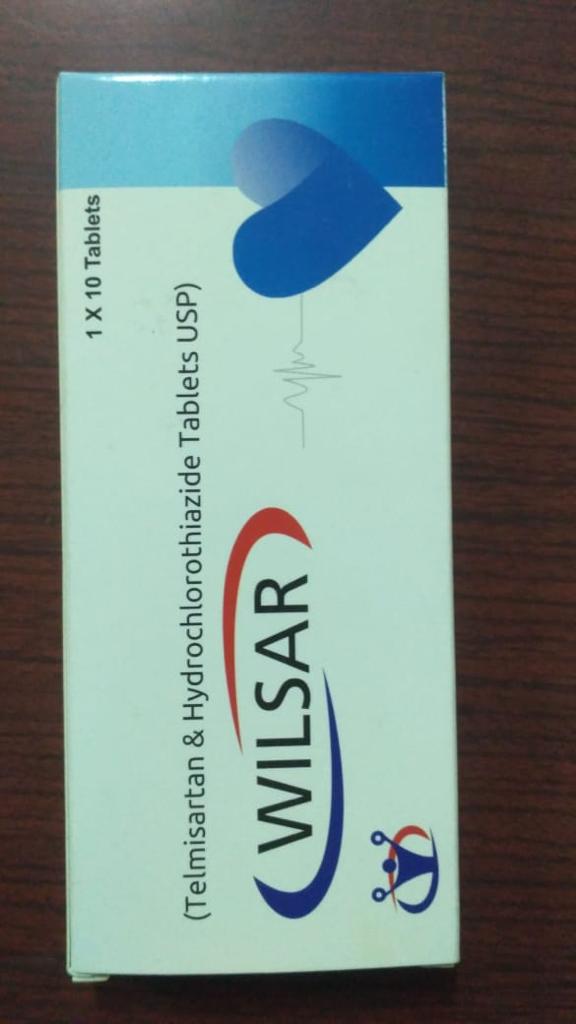 1 X 10 Tablets
(Telmisartan & Hydrochlorothiazide Tablets USP)
WILSAR